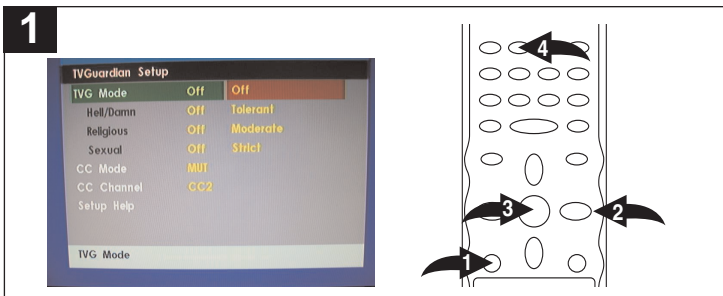 1
TVGuardian Setup
TVG Mode Off Off
Hell/Damn Off Tolerant
Religious Off Moderate
Sexual Off Strict
CC Mode MUT
CC Channel CC2
Setup Help
TVG Mode
4
3
2
1